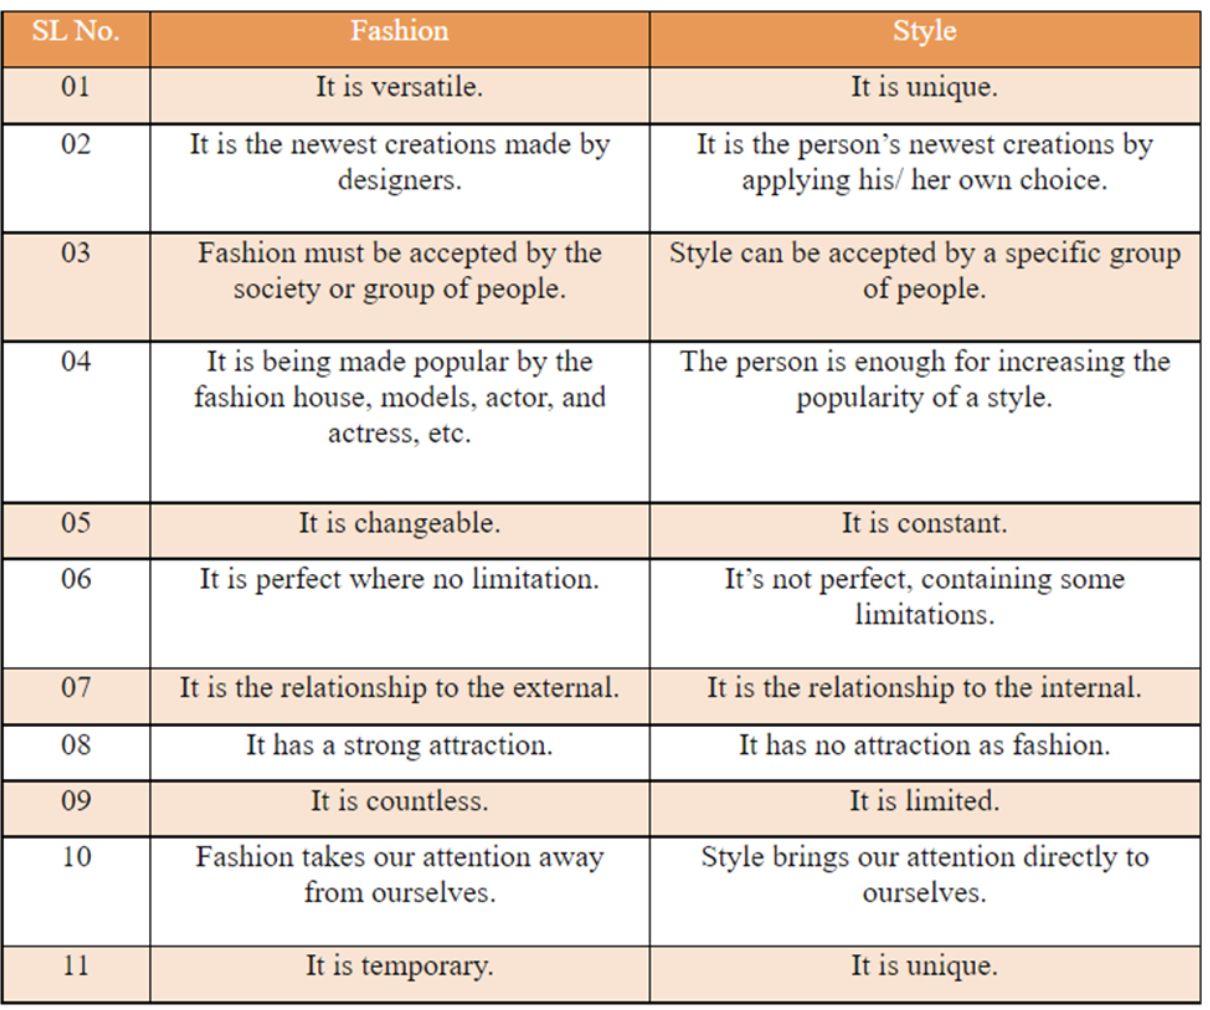 SL No. Fashion Style
01 It is versatile. It is unique.
02 It is the newest creations made by It is the person’s newest creations by
designers. applying his/ her own choice.
03 Fashion must be accepted by the Style can be accepted by a specific group
society or group of people. of people.
04 It is being made popular by the The person is enough for increasing the
fashion house, models, actor, and popularity of a style.
actress, etc.
05 It is changeable. It is constant.
06 It is perfect where no limitation. It’s not perfect, containing some
limitations.
07 It is the relationship to the external. It is the relationship to the internal.
08 It has a strong attraction. It has no attraction as fashion.
09 It is countless. It is limited.
10 Fashion takes our attention away Style brings our attention directly to
from ourselves. ourselves.
11 It is temporary. It is unique.